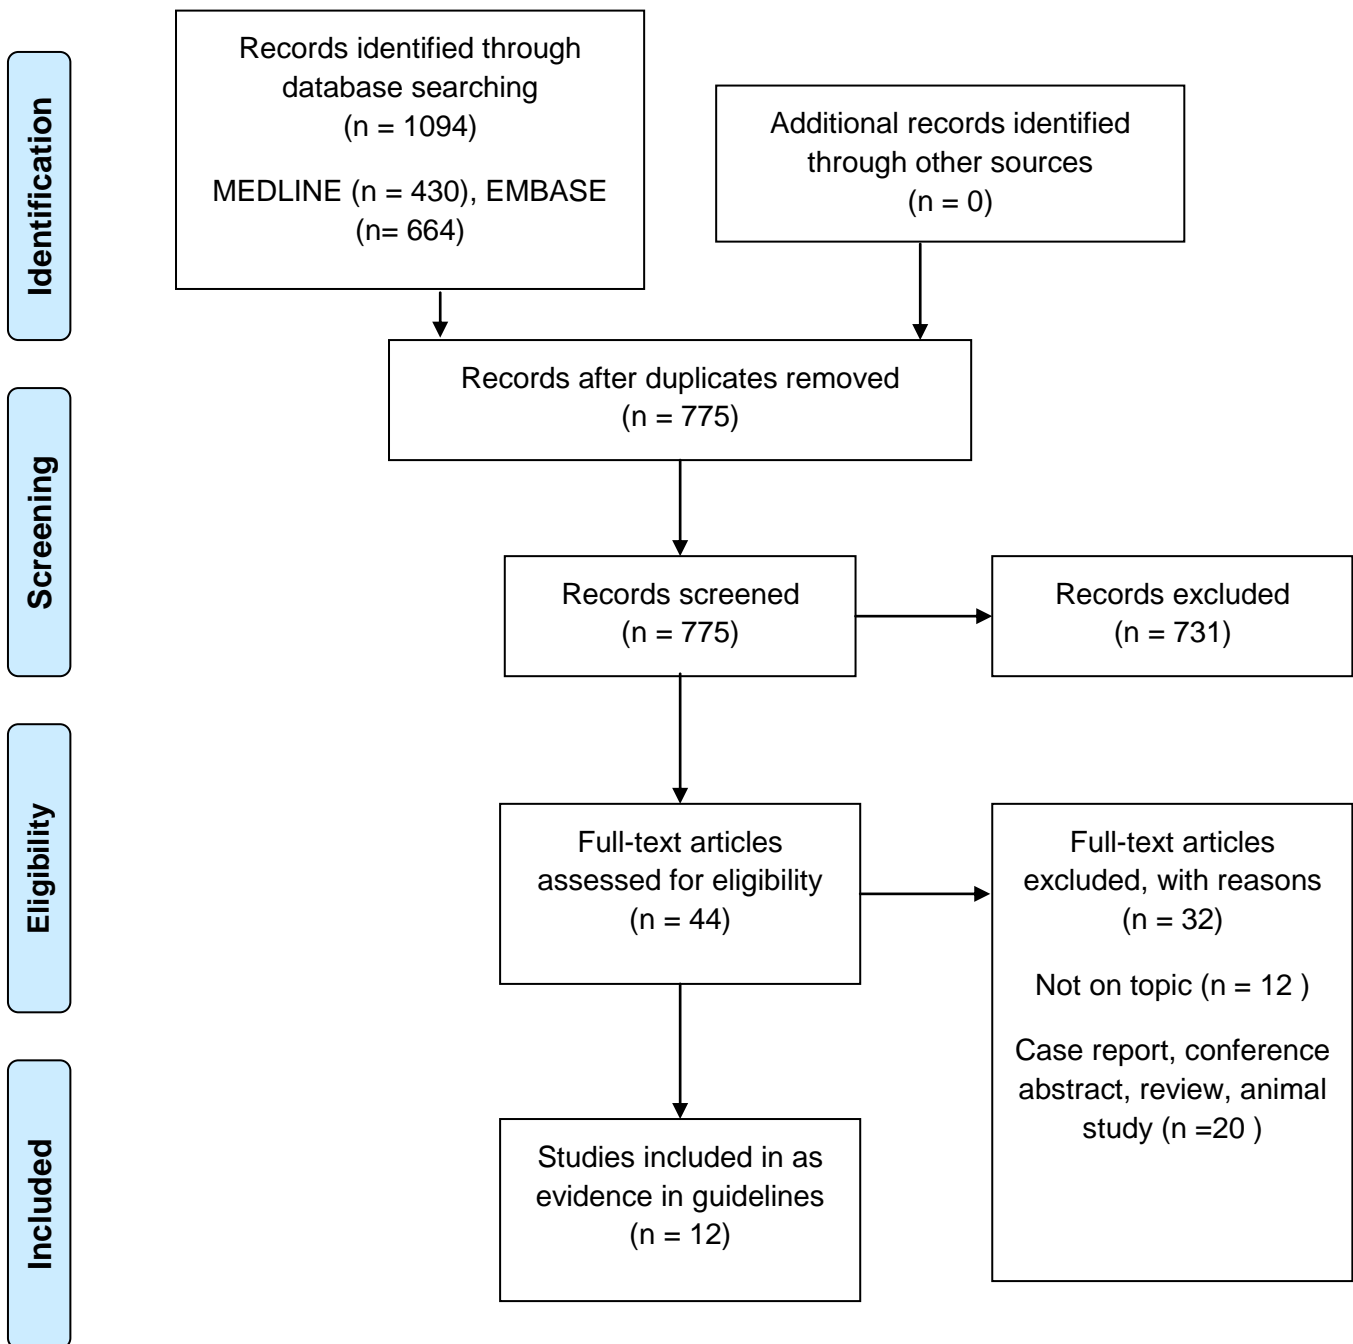 Identification
Records identified through
database searching
(n = 1094)
MEDLINE (n = 430), EMBASE
(n= 664)
Additional records identified
through other sources
(n = 0)
Records after duplicates removed
(n = 775)
Screening
Records screened
(n = 775)
Records excluded
(n = 731)
Eligibility
Full-text articles
assessed for eligibility
(n = 44)
Full-text articles
excluded, with reasons
(n = 32)
Not on topic (n = 12 )
Case report, conference
abstract, review, animal
study (n =20 )
Included
Studies included in as
evidence in guidelines
(n = 12)